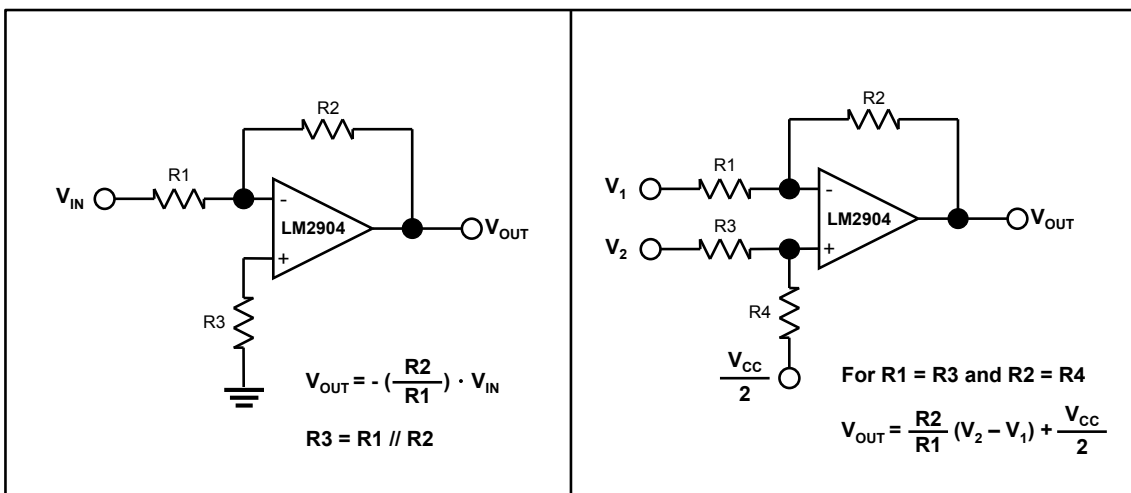 R2
R1
V_IN
-
LM2904
V_OUT
+
R3
V_OUT = - (R2/R1) · V_IN
R3 = R1 // R2
R2
R1
V_1
-
LM2904
V_OUT
R3
V_2
+
R4
V_CC/2
For R1 = R3 and R2 = R4
V_OUT = R2/R1 (V_2 – V_1) + V_CC/2